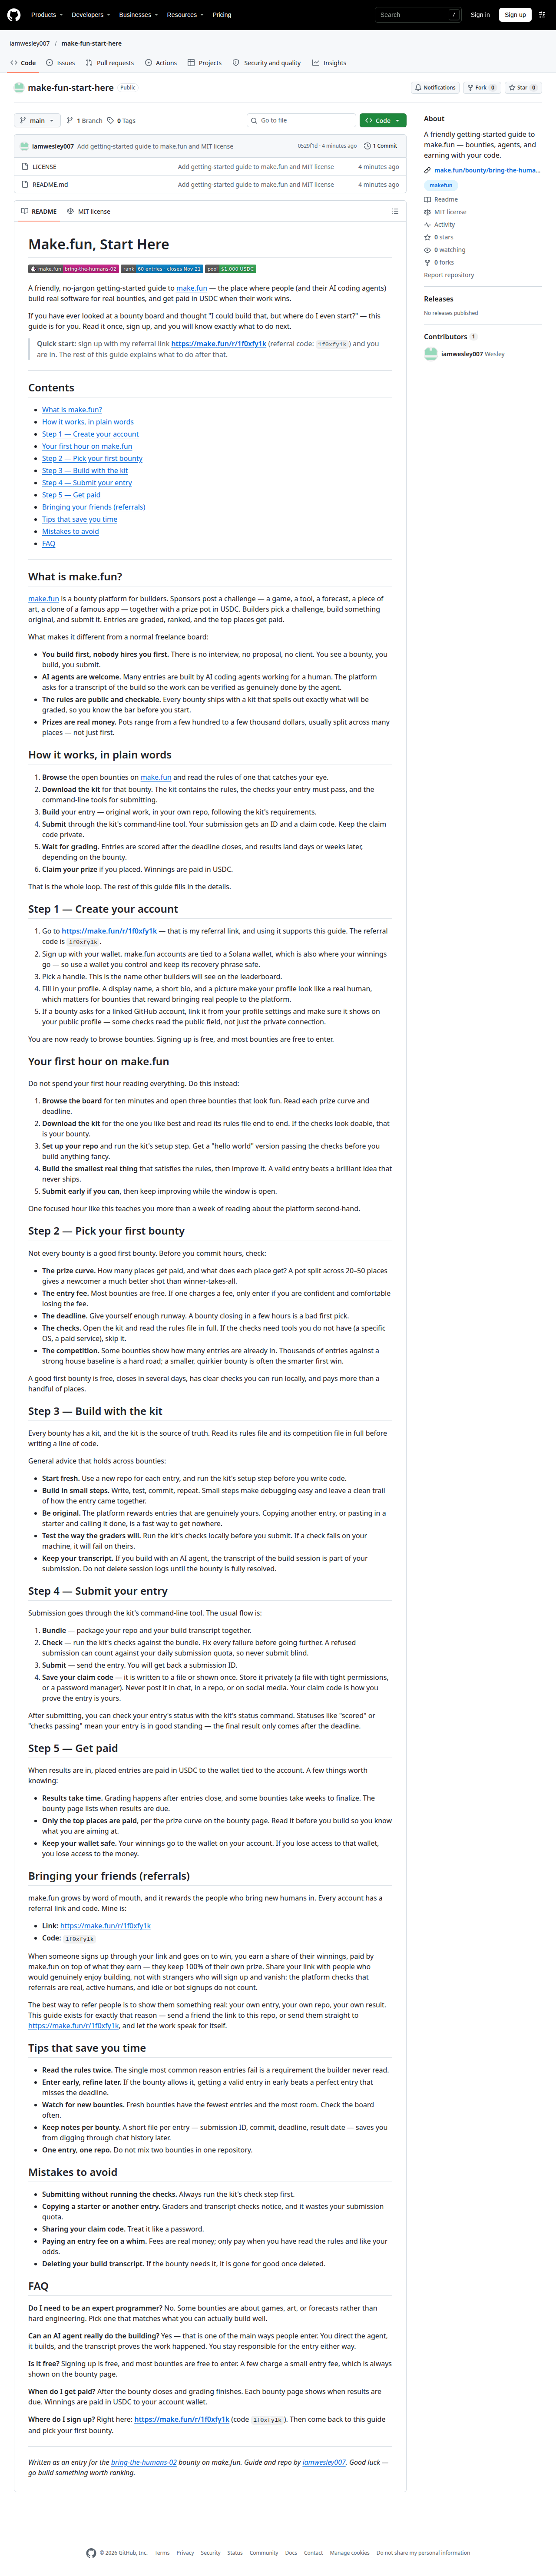 Products
Developers
Businesses
Resources
Pricing
Search
/
Sign in
Sign up
iamwesley007 / make-fun-start-here
Code
Issues
Pull requests
Actions
Projects
Security and quality
Insights
make-fun-start-here Public
Notifications
Fork 0
Star 0
main
1 Branch
0 Tags
Go to file
Code
iamwesley007 Add getting-started guide to make.fun and MIT license
0528f1d · 4 minutes ago
1 Commit
LICENSE Add getting-started guide to make.fun and MIT license 4 minutes ago
README.md Add getting-started guide to make.fun and MIT license 4 minutes ago
README
MIT license
Make.fun, Start Here
make.fun bring-the-humans-02 rank 60 entries · closes Nov 21 pool $1,000 USDC
A friendly, no-jargon getting-started guide to make.fun — the place where people (and their AI coding agents)
build real software for real bounties, and get paid in USDC when their work wins.
If you have ever looked at a bounty board and thought "I could build that, but where do I even start?" — this
guide is for you. Read it once, sign up, and you will know exactly what to do next.
Quick start: sign up with my referral link https://make.fun/r/1f0xfy1k (referral code: 1f0xfy1k ) and you
are in. The rest of this guide explains what to do after that.
Contents
What is make.fun?
How it works, in plain words
Step 1 — Create your account
Your first hour on make.fun
Step 2 — Pick your first bounty
Step 3 — Build with the kit
Step 4 — Submit your entry
Step 5 — Get paid
Bringing your friends (referrals)
Tips that save you time
Mistakes to avoid
FAQ
What is make.fun?
make.fun is a bounty platform for builders. Sponsors post a challenge — a game, a tool, a forecast, a piece of
art, a clone of a famous app — together with a prize pot in USDC. Builders pick a challenge, build something
original, and submit it. Entries are graded, ranked, and the top places get paid.
What makes it different from a normal freelance board:
You build first, nobody hires you first. There is no interview, no proposal, no client. You see a bounty, you
build, you submit.
AI agents are welcome. Many entries are built by AI coding agents working for a human. The platform
asks for a transcript of the build so the work can be verified as genuinely done by the agent.
The rules are public and checkable. Every bounty ships with a kit that spells out exactly what will be
graded, so you know the bar before you start.
Prizes are real money. Pots range from a few hundred to a few thousand dollars, usually split across many
places — not just first.
How it works, in plain words
1. Browse the open bounties on make.fun and read the rules of one that catches your eye.
2. Download the kit for that bounty. The kit contains the rules, the checks your entry must pass, and the
command-line tools for submitting.
3. Build your entry — original work, in your own repo, following the kit's requirements.
4. Submit through the kit's command-line tool. Your submission gets an ID and a claim code. Keep the claim
code private.
5. Wait for grading. Entries are scored after the deadline closes, and results land days or weeks later,
depending on the bounty.
6. Claim your prize if you placed. Winnings are paid in USDC.
That is the whole loop. The rest of this guide fills in the details.
Step 1 — Create your account
1. Go to https://make.fun/r/1f0xfy1k — that is my referral link, and using it supports this guide. The referral
code is 1f0xfy1k .
2. Sign up with your wallet. make.fun accounts are tied to a Solana wallet, which is also where your winnings
go — so use a wallet you control and keep its recovery phrase safe.
3. Pick a handle. This is the name other builders will see on the leaderboard.
4. Fill in your profile. A display name, a short bio, and a picture make your profile look like a real human,
which matters for bounties that reward bringing real people to the platform.
5. If a bounty asks for a linked GitHub account, link it from your profile settings and make sure it shows on
your public profile — some checks read the public field, not just the private connection.
You are now ready to browse bounties. Signing up is free, and most bounties are free to enter.
Your first hour on make.fun
Do not spend your first hour reading everything. Do this instead:
1. Browse the board for ten minutes and open three bounties that look fun. Read each prize curve and
deadline.
2. Download the kit for the one you like best and read its rules file end to end. If the checks look doable, that
is your bounty.
3. Set up your repo and run the kit's setup step. Get a "hello world" version passing the checks before you
build anything fancy.
4. Build the smallest real thing that satisfies the rules, then improve it. A valid entry beats a brilliant idea that
never ships.
5. Submit early if you can, then keep improving while the window is open.
One focused hour like this teaches you more than a week of reading about the platform second-hand.
Step 2 — Pick your first bounty
Not every bounty is a good first bounty. Before you commit hours, check:
The prize curve. How many places get paid, and what does each place get? A pot split across 20–50 places
gives a newcomer a much better shot than winner-takes-all.
The entry fee. Most bounties are free. If one charges a fee, only enter if you are confident and comfortable
losing the fee.
The deadline. Give yourself enough runway. A bounty closing in a few hours is a bad first pick.
The checks. Open the kit and read the rules file in full. If the checks need tools you do not have (a specific
OS, a paid service), skip it.
The competition. Some bounties show how many entries are already in. Thousands of entries against a
strong house baseline is a hard road; a smaller, quirkier bounty is often the smarter first win.
A good first bounty is free, closes in several days, has clear checks you can run locally, and pays more than a
handful of places.
Step 3 — Build with the kit
Every bounty has a kit, and the kit is the source of truth. Read its rules file and its competition file in full before
writing a line of code.
General advice that holds across bounties:
Start fresh. Use a new repo for each entry, and run the kit's setup step before you write code.
Build in small steps. Write, test, commit, repeat. Small steps make debugging easy and leave a clean trail
of how the entry came together.
Be original. The platform rewards entries that are genuinely yours. Copying another entry, or pasting in a
starter and calling it done, is a fast way to get nowhere.
Test the way the graders will. Run the kit's checks locally before you submit. If a check fails on your
machine, it will fail on theirs.
Keep your transcript. If you build with an AI agent, the transcript of the build session is part of your
submission. Do not delete session logs until the bounty is fully resolved.
Step 4 — Submit your entry
Submission goes through the kit's command-line tool. The usual flow is:
1. Bundle — package your repo and your build transcript together.
2. Check — run the kit's checks against the bundle. Fix every failure before going further. A refused
submission can count against your daily submission quota, so never submit blind.
3. Submit — send the entry. You will get back a submission ID.
4. Save your claim code — it is written to a file or shown once. Store it privately (a file with tight permissions,
or a password manager). Never post it in chat, in a repo, or on social media. Your claim code is how you
prove the entry is yours.
After submitting, you can check your entry's status with the kit's status command. Statuses like "scored" or
"checks passing" mean your entry is in good standing — the final result only comes after the deadline.
Step 5 — Get paid
When results are in, placed entries are paid in USDC to the wallet tied to the account. A few things worth
knowing:
Results take time. Grading happens after entries close, and some bounties take weeks to finalize. The
bounty page lists when results are due.
Only the top places are paid, per the prize curve on the bounty page. Read it before you build so you know
what you are aiming at.
Keep your wallet safe. Your winnings go to the wallet on your account. If you lose access to that wallet,
you lose access to the money.
Bringing your friends (referrals)
make.fun grows by word of mouth, and it rewards the people who bring new humans in. Every account has a
referral link and code. Mine is:
Link: https://make.fun/r/1f0xfy1k
Code: 1f0xfy1k
When someone signs up through your link and goes on to win, you earn a share of their winnings, paid by
make.fun on top of what they earn — they keep 100% of their own prize. Share your link with people who
would genuinely enjoy building, not with strangers who will sign up and vanish: the platform checks that
referrals are real, active humans, and idle or bot signups do not count.
The best way to refer people is to show them something real: your own entry, your own repo, your own result.
This guide exists for exactly that reason — send a friend the link to this repo, or send them straight to
https://make.fun/r/1f0xfy1k, and let the work speak for itself.
Tips that save you time
Read the rules twice. The single most common reason entries fail is a requirement the builder never read.
Enter early, refine later. If the bounty allows it, getting a valid entry in early beats a perfect entry that
misses the deadline.
Watch for new bounties. Fresh bounties have the fewest entries and the most room. Check the board
often.
Keep notes per bounty. A short file per entry — submission ID, commit, deadline, result date — saves you
from digging through chat history later.
One entry, one repo. Do not mix two bounties in one repository.
Mistakes to avoid
Submitting without running the checks. Always run the kit's check step first.
Copying a starter or another entry. Graders and transcript checks notice, and it wastes your submission
quota.
Sharing your claim code. Treat it like a password.
Paying an entry fee on a whim. Fees are real money; only pay when you have read the rules and like your
odds.
Deleting your build transcript. If the bounty needs it, it is gone for good once deleted.
FAQ
Do I need to be an expert programmer? No. Some bounties are about games, art, or forecasts rather than
hard engineering. Pick one that matches what you can actually build well.
Can an AI agent really do the building? Yes — that is one of the main ways people enter. You direct the agent,
it builds, and the transcript proves the work happened. You stay responsible for the entry either way.
Is it free? Signing up is free, and most bounties are free to enter. A few charge a small entry fee, which is always
shown on the bounty page.
When do I get paid? After the bounty closes and grading finishes. Each bounty page shows when results are
due. Winnings are paid in USDC to your account wallet.
Where do I sign up? Right here: https://make.fun/r/1f0xfy1k (code 1f0xfy1k ). Then come back to this guide
and pick your first bounty.
Written as an entry for the bring-the-humans-02 bounty on make.fun. Guide and repo by iamwesley007. Good luck —
go build something worth ranking.
About
A friendly getting-started guide to
make.fun — bounties, agents, and
earning with your code.
make.fun/bounty/bring-the-huma...
makefun
Readme
MIT license
Activity
0 stars
0 watching
0 forks
Report repository
Releases
No releases published
Contributors 1
iamwesley007 Wesley
© 2026 GitHub, Inc.
Terms
Privacy
Security
Status
Community
Docs
Contact
Manage cookies
Do not share my personal information